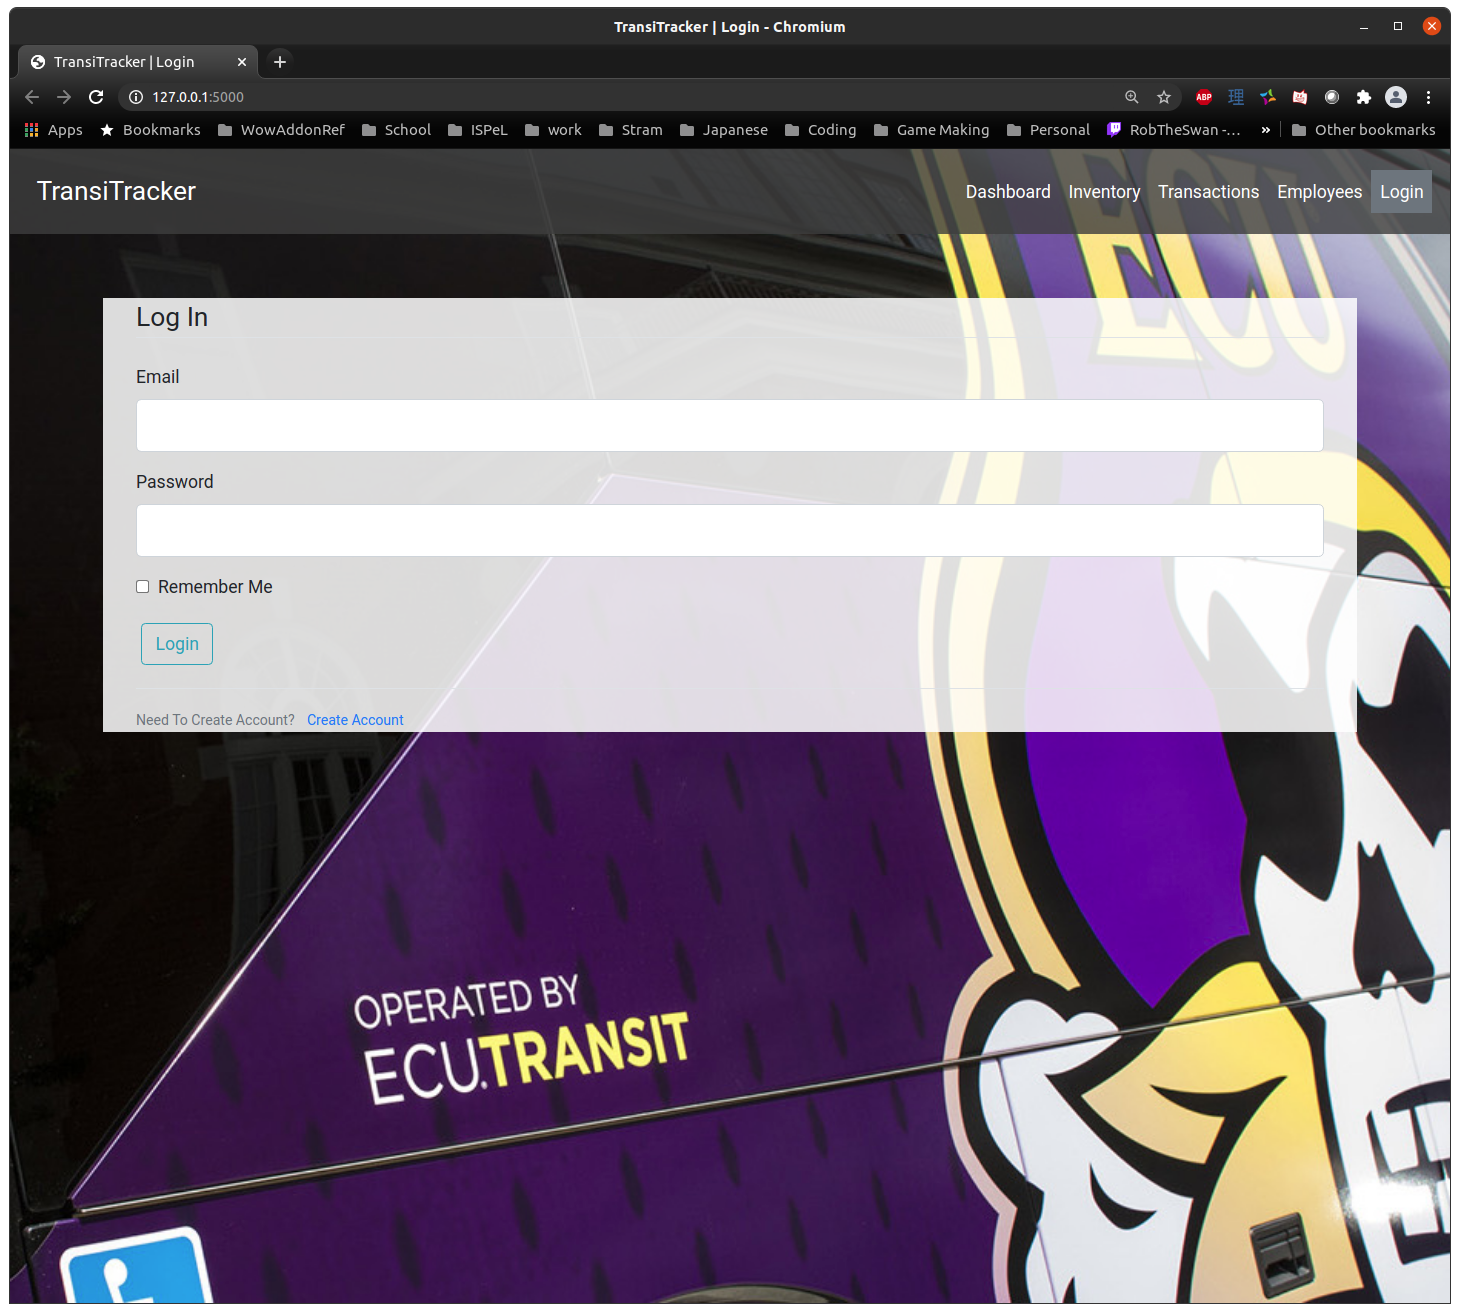 TransiTracker | Login - Chromium
TransiTracker | Login
127.0.0.1:5000
ABP
理
Apps Bookmarks WowAddonRef School ISPeL work Stram Japanese Coding Game Making Personal RobTheSwan -... » Other bookmarks
TransiTracker Dashboard Inventory Transactions Employees Login
ECU
Log In
Email
Password
Remember Me
Login
Need To Create Account? Create Account
OPERATED BY
ECU.TRANSIT